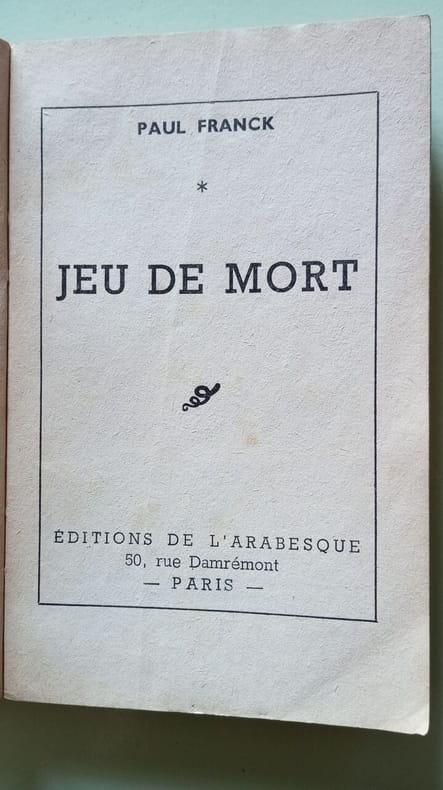 PAUL FRANCK
*
JEU DE MORT
ÉDITIONS DE L'ARABESQUE
50, rue Damrémont
— PARIS —